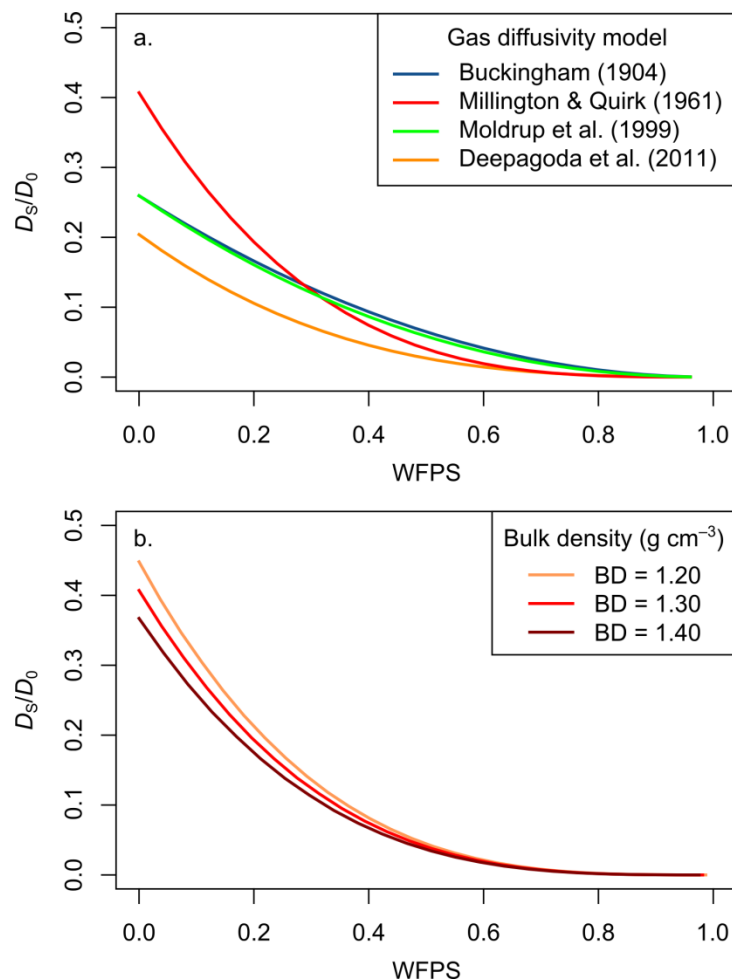 a.
Gas diffusivity model
Buckingham (1904)
Millington & Quirk (1961)
Moldrup et al. (1999)
Deepagoda et al. (2011)
0.5
0.4
0.3
0.2
0.1
0.0
Ds/D0
0.0 0.2 0.4 0.6 0.8 1.0
WFPS
b.
Bulk density (g cm⁻³)
BD = 1.20
BD = 1.30
BD = 1.40
0.5
0.4
0.3
0.2
0.1
0.0
Ds/D0
0.0 0.2 0.4 0.6 0.8 1.0
WFPS